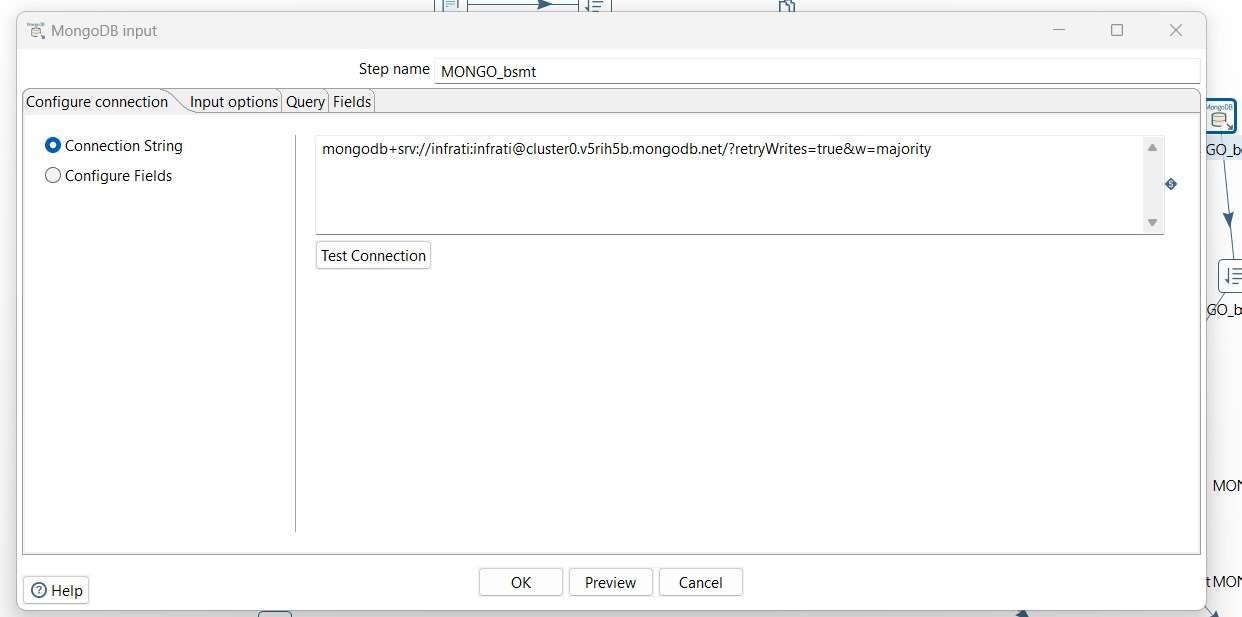 MongoDB input
Step name MONGO_bsmt
Configure connection Input options Query Fields
Connection String
Configure Fields
mongodb+srv://infrati:infrati@cluster0.v5rih5b.mongodb.net/?retryWrites=true&w=majority
Test Connection
Help
OK Preview Cancel
MongoDB
GO_b
GO_b
MON
t MON